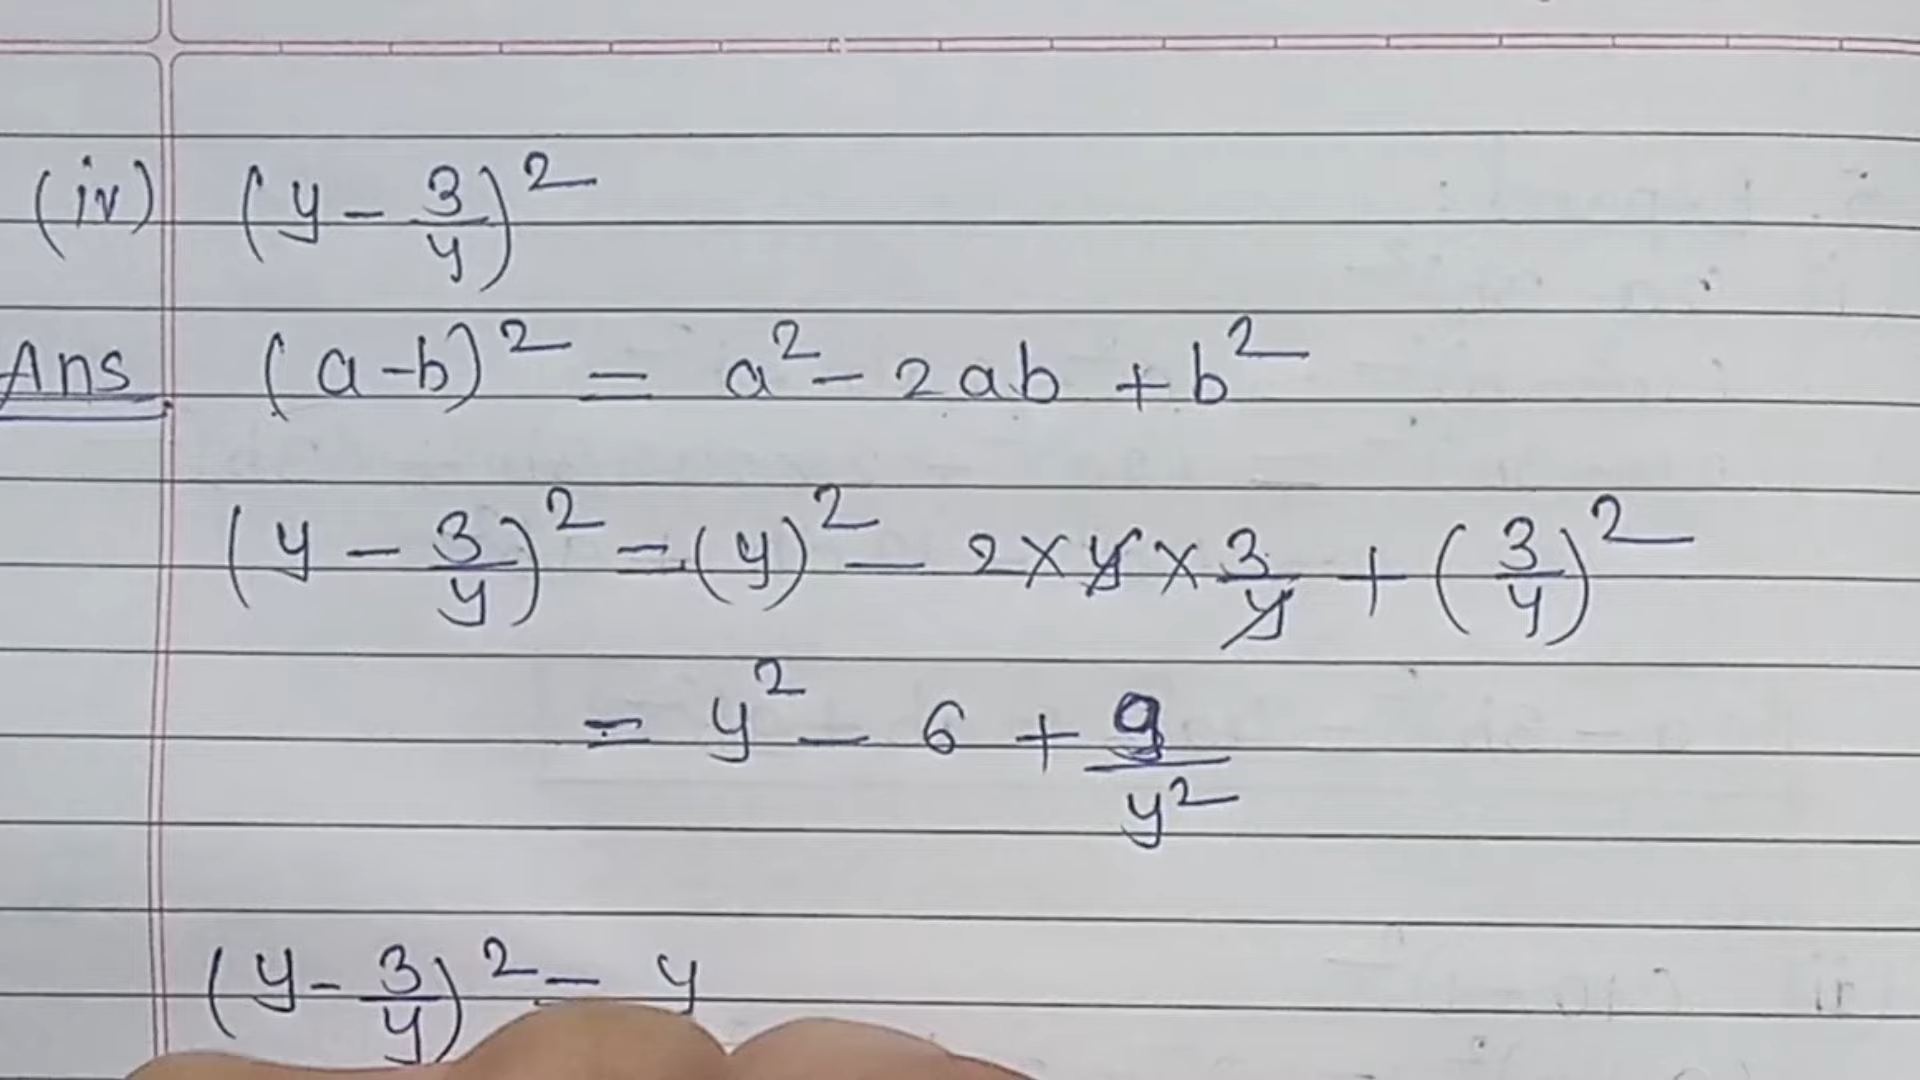 (iv) (y - 3/y)²
Ans. (a-b)² = a² - 2ab + b²
(y - 3/y)² = (y)² - 2 × y × 3/y + (3/y)²
= y² - 6 + 9/y²
(y - 3/y)² = y